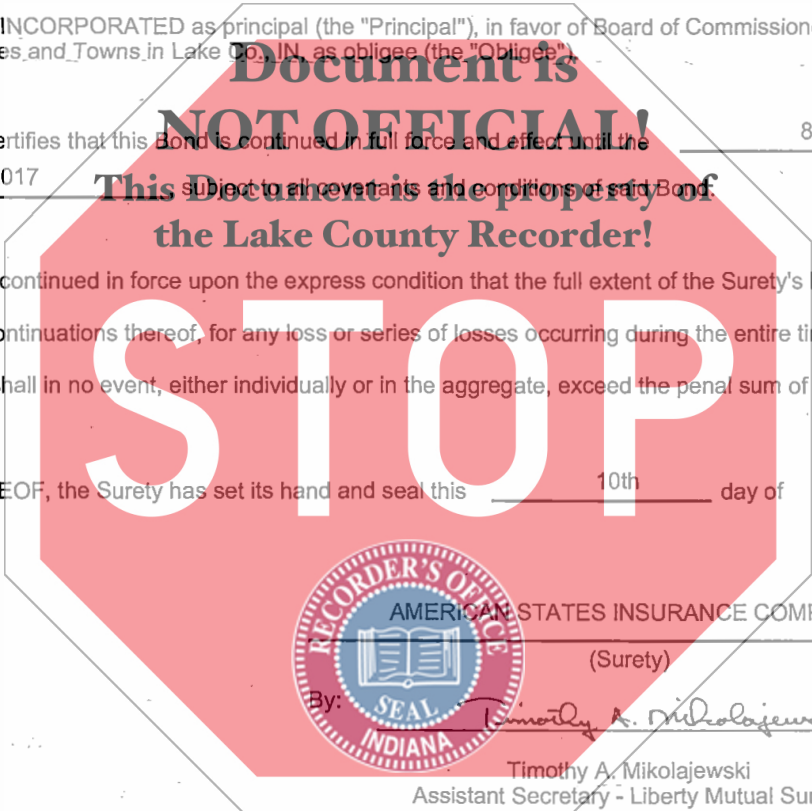 INCORPORATED as principal (the "Principal"), in favor of Board of Commission
es and Towns in Lake Co., IN, as obligee (the "Obligee"),
Document is
NOT OFFICIAL!
ertifies that this Bond is continued in full force and effect until the 8
This Document is the property of
017 subject to all covenants and conditions of said Bond.
the Lake County Recorder!
continued in force upon the express condition that the full extent of the Surety's
ontinuations thereof, for any loss or series of losses occurring during the entire ti
STOP
hall in no event, either individually or in the aggregate, exceed the penal sum of
EOF, the Surety has set its hand and seal this 10th day of
RECORDER'S OFFICE
SEAL
INDIANA
AMERICAN STATES INSURANCE COM
(Surety)
By: Timothy A. Mikolajews
Timothy A. Mikolajewski
Assistant Secretary - Liberty Mutual Sur